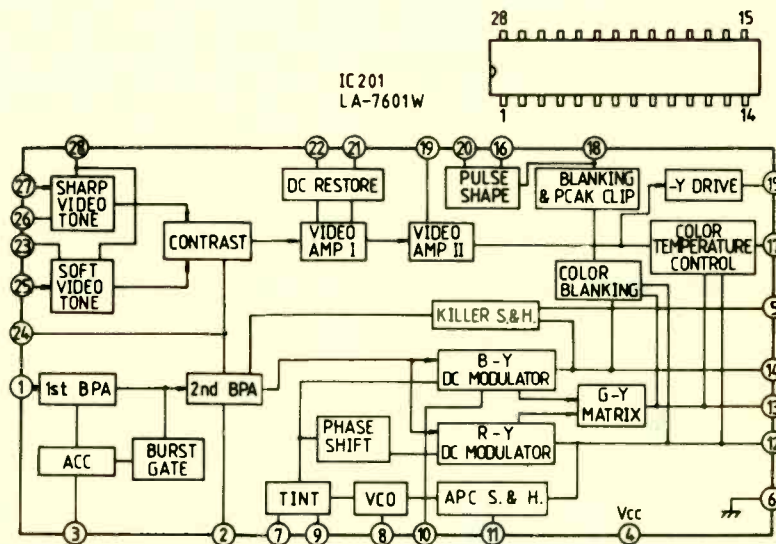 28 15
IC201
LA-7601W
1 14
28 22 21 19 20 16 18
27
SHARP
VIDEO
TONE
26
23
SOFT
VIDEO
TONE
25
24
CONTRAST
DC RESTORE
VIDEO
AMP I
VIDEO
AMP II
PULSE
SHAPE
BLANKING
& PCAK CLIP
-Y DRIVE
15
COLOR
TEMPERATURE
CONTROL
17
COLOR
BLANKING
KILLER S.& H.
1
1st BPA
2nd BPA
B-Y
DC MODULATOR
14
G-Y
MATRIX
13
PHASE
SHIFT
R-Y
DC MODULATOR
12
ACC
BURST
GATE
TINT
VCO
APC S. & H.
Vcc
6
3 2 7 9 8 10 11 4